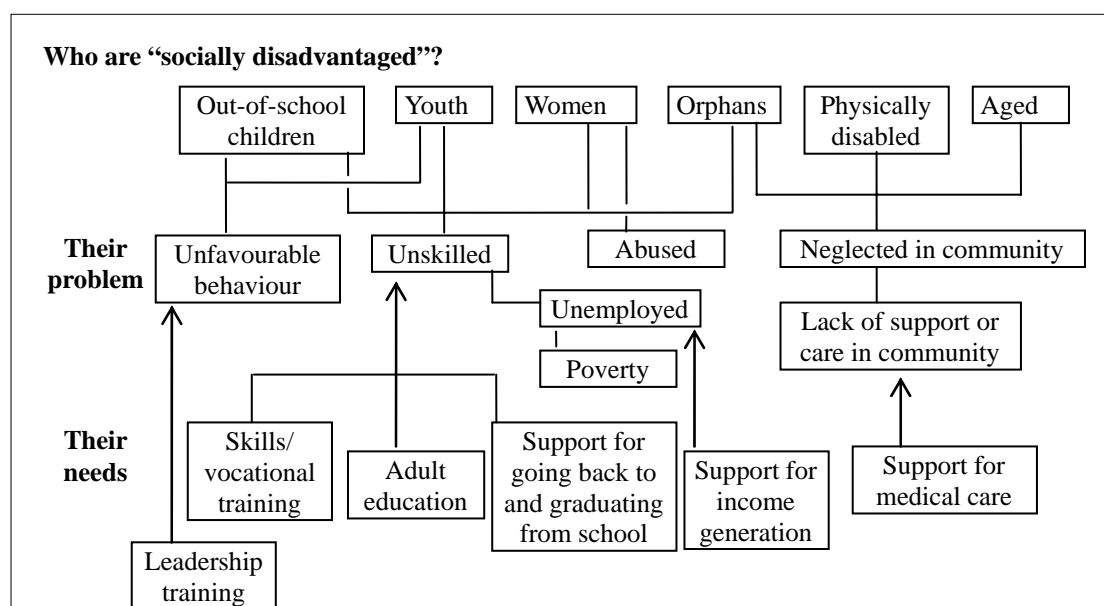 Who are “socially disadvantaged”?
Out-of-school
children
Youth
Women
Orphans
Physically
disabled
Aged
Their
problem
Unfavourable
behaviour
Unskilled
Abused
Neglected in community
Unemployed
Poverty
Lack of support or
care in community
Their
needs
Skills/
vocational
training
Adult
education
Support for
going back to
and graduating
from school
Support for
income
generation
Support for
medical care
Leadership
training